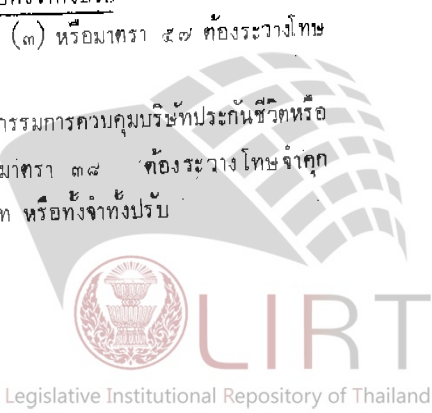 (๓) หรือมาตรา ๕๗ ต้องระวางโทษ
กรรมการควบคุมบริษัทประกันชีวิตหรือ
มาตรา ๓๘ ต้องระวางโทษจำคุก
หรือทั้งจำทั้งปรับ
LIRT
Legislative Institutional Repository of Thailand